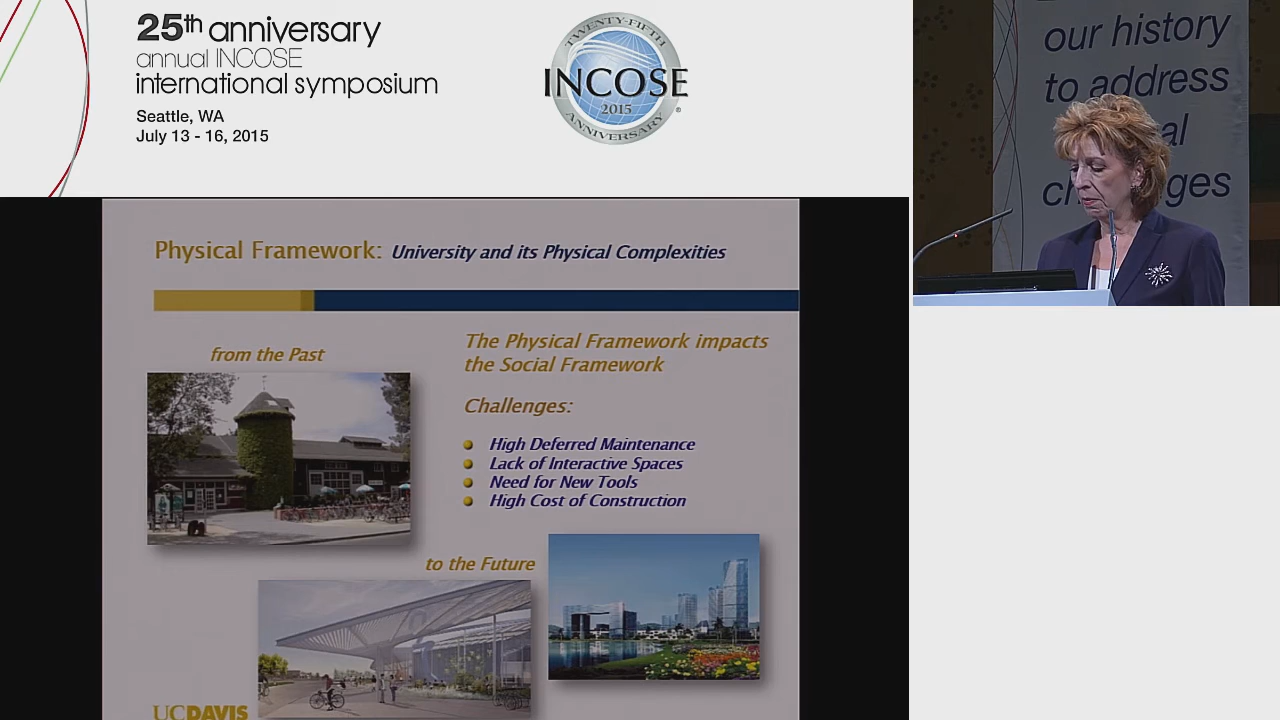 25th anniversary
annual INCOSE
international symposium
Seattle, WA
July 13 - 16, 2015
TWENTY-FIFTH
INCOSE
2015
ANNIVERSARY
our history
to address
Physical Framework: University and its Physical Complexities
from the Past
The Physical Framework impacts
the Social Framework
Challenges:
High Deferred Maintenance
Lack of Interactive Spaces
Need for New Tools
High Cost of Construction
to the Future
UCDAVIS